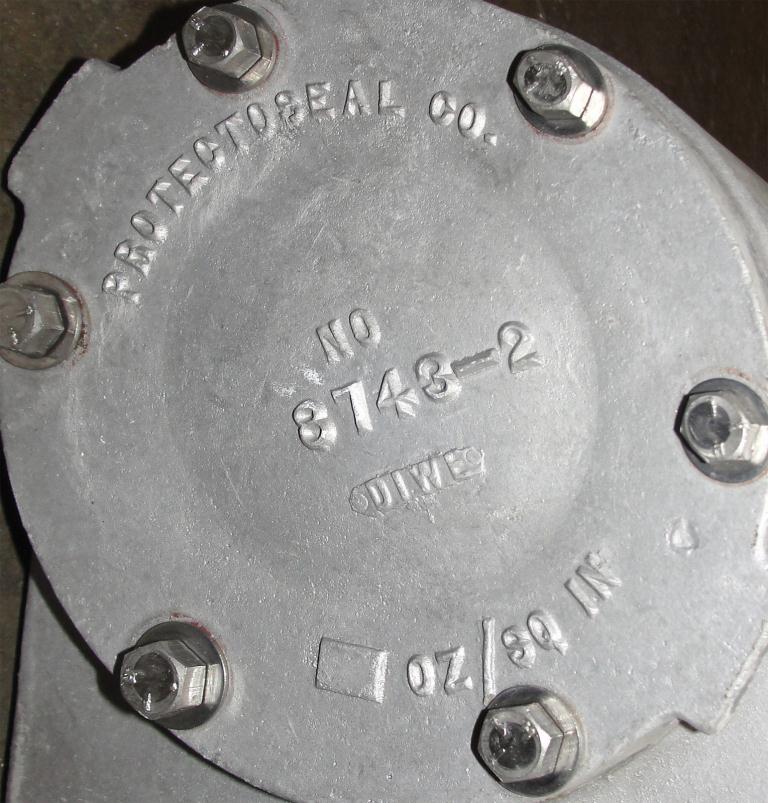 PROTECTOSEAL CO.
NO
8743-2
DIWE
OZ/SQ IN